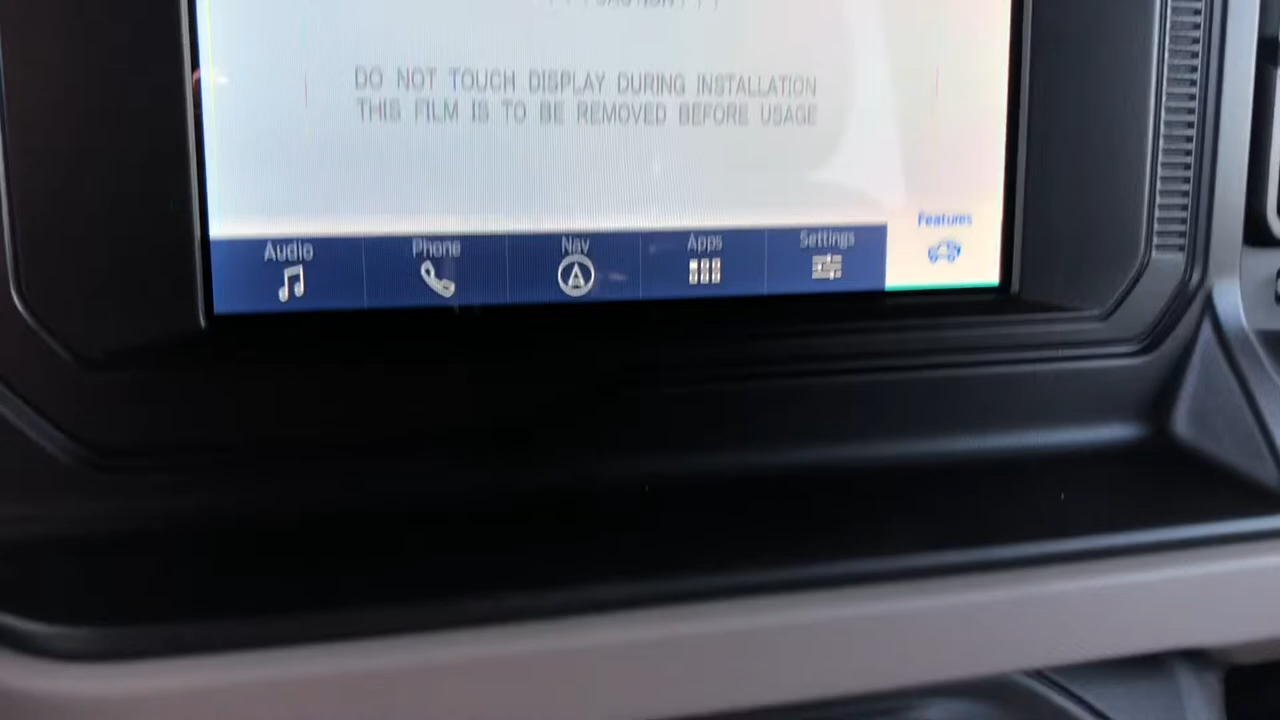 DO NOT TOUCH DISPLAY DURING INSTALLATION
THIS FILM IS TO BE REMOVED BEFORE USAGE
Audio Phone Nav Apps Settings Features